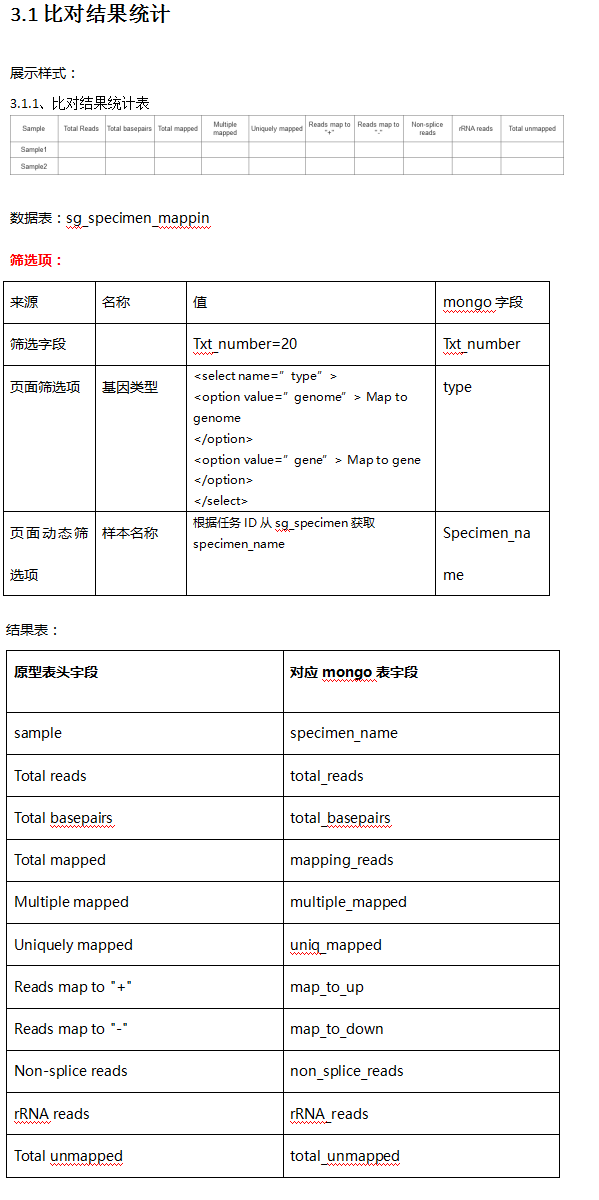 3.1 比对结果统计
展示样式：
3.1.1、比对结果统计表
Sample Total Reads Total basepairs Total mapped Multiple mapped Uniquely mapped Reads map to "+" Reads map to "-" Non-splice reads rRNA reads Total unmapped
Sample1
Sample2
数据表：sg_specimen_mappin
筛选项：
来源 名称 值 mongo 字段
筛选字段 Txt_number=20 Txt_number
页面筛选项 基因类型 <select name=”type”> type
<option value=”genome”> Map to
genome
</option>
<option value=”gene”> Map to gene
</option>
</select>
页面动态筛 样本名称 根据任务 ID 从 sg_specimen 获取 Specimen_na
specimen_name
选项 me
结果表：
原型表头字段 对应 mongo 表字段
sample specimen_name
Total reads total_reads
Total basepairs total_basepairs
Total mapped mapping_reads
Multiple mapped multiple_mapped
Uniquely mapped uniq_mapped
Reads map to "+" map_to_up
Reads map to "-" map_to_down
Non-splice reads non_splice_reads
rRNA reads rRNA_reads
Total unmapped total_unmapped